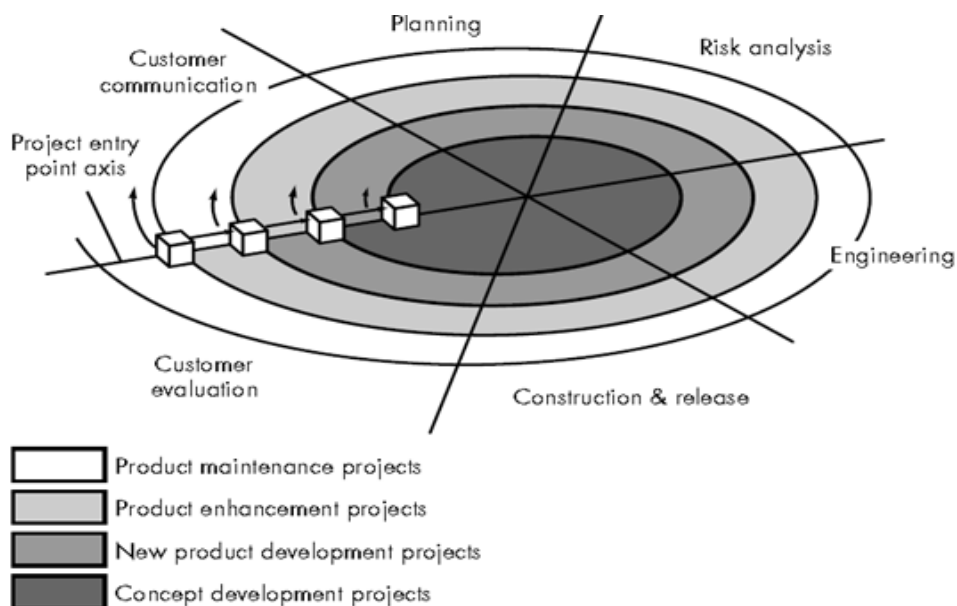 Planning
Risk analysis
Customer
communication
Project entry
point axis
Engineering
Customer
evaluation
Construction & release
Product maintenance projects
Product enhancement projects
New product development projects
Concept development projects